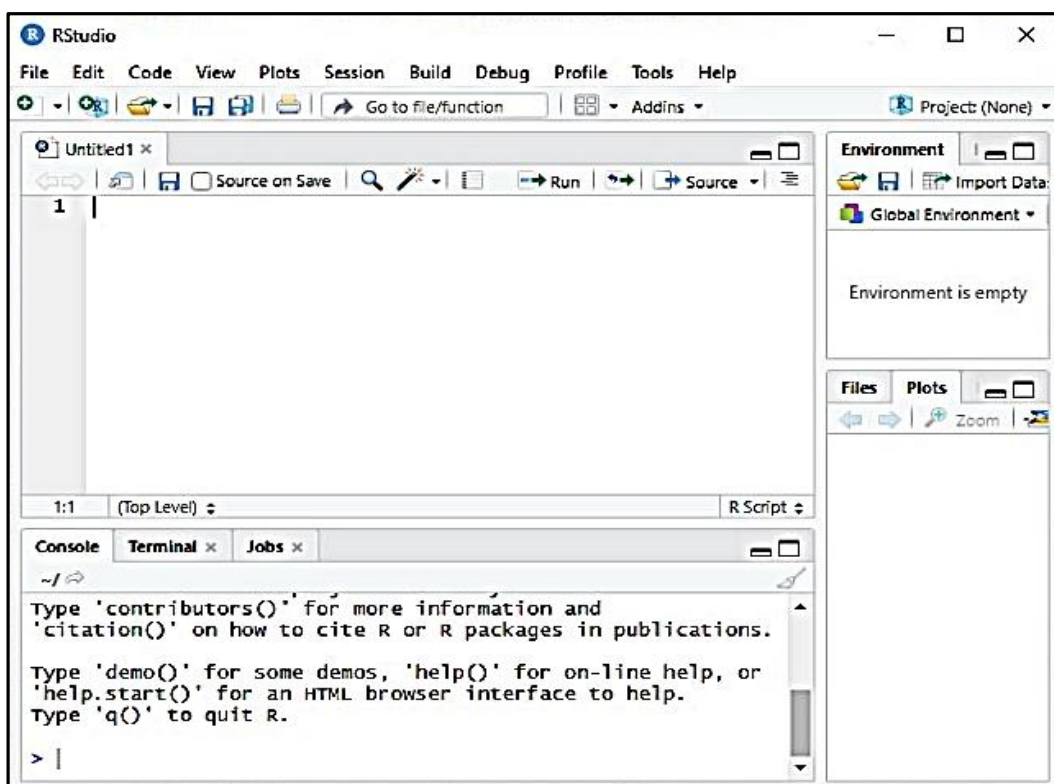 RStudio
File Edit Code View Plots Session Build Debug Profile Tools Help
Go to file/function Addins Project: (None)
Untitled1
Source on Save Run Source
1
1:1 (Top Level) R Script
Console Terminal Jobs
~/
Type 'contributors()' for more information and
'citation()' on how to cite R or R packages in publications.
Type 'demo()' for some demos, 'help()' for on-line help, or
'help.start()' for an HTML browser interface to help.
Type 'q()' to quit R.
>
Environment
Import Data
Global Environment
Environment is empty
Files Plots
Zoom